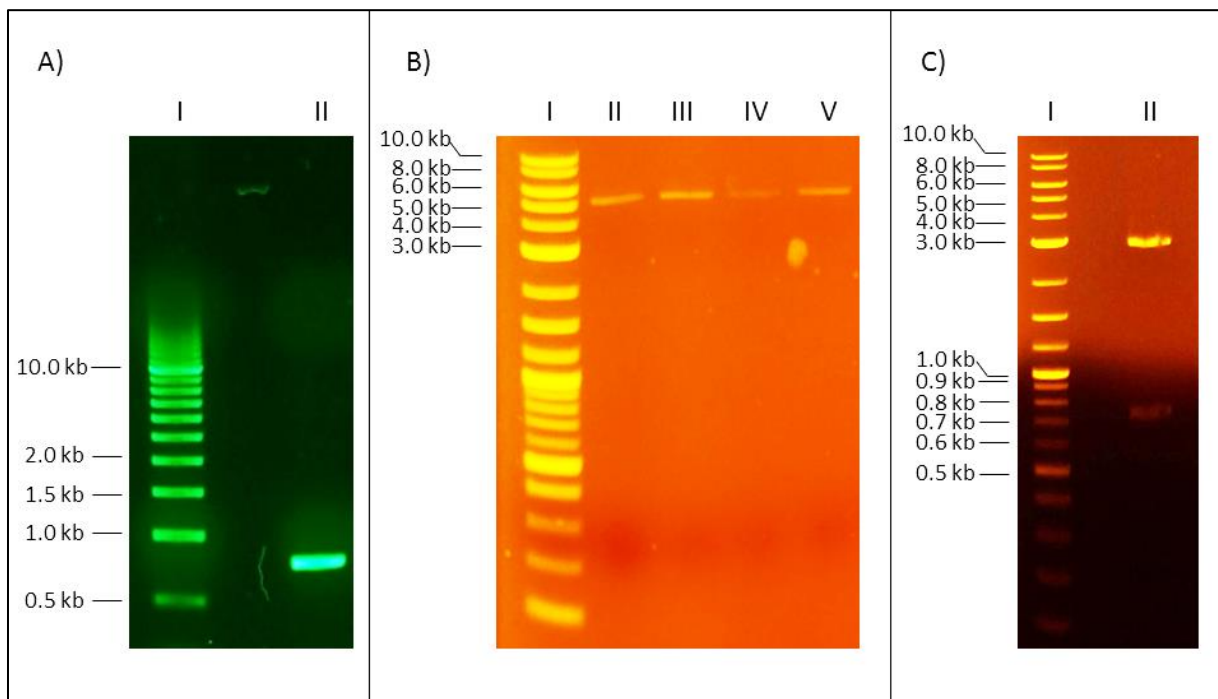 A)
I II
10.0 kb
2.0 kb
1.5 kb
1.0 kb
0.5 kb
B)
I II III IV V
10.0 kb
8.0 kb
6.0 kb
5.0 kb
4.0 kb
3.0 kb
C)
I II
10.0 kb
8.0 kb
6.0 kb
5.0 kb
4.0 kb
3.0 kb
1.0 kb
0.9 kb
0.8 kb
0.7 kb
0.6 kb
0.5 kb